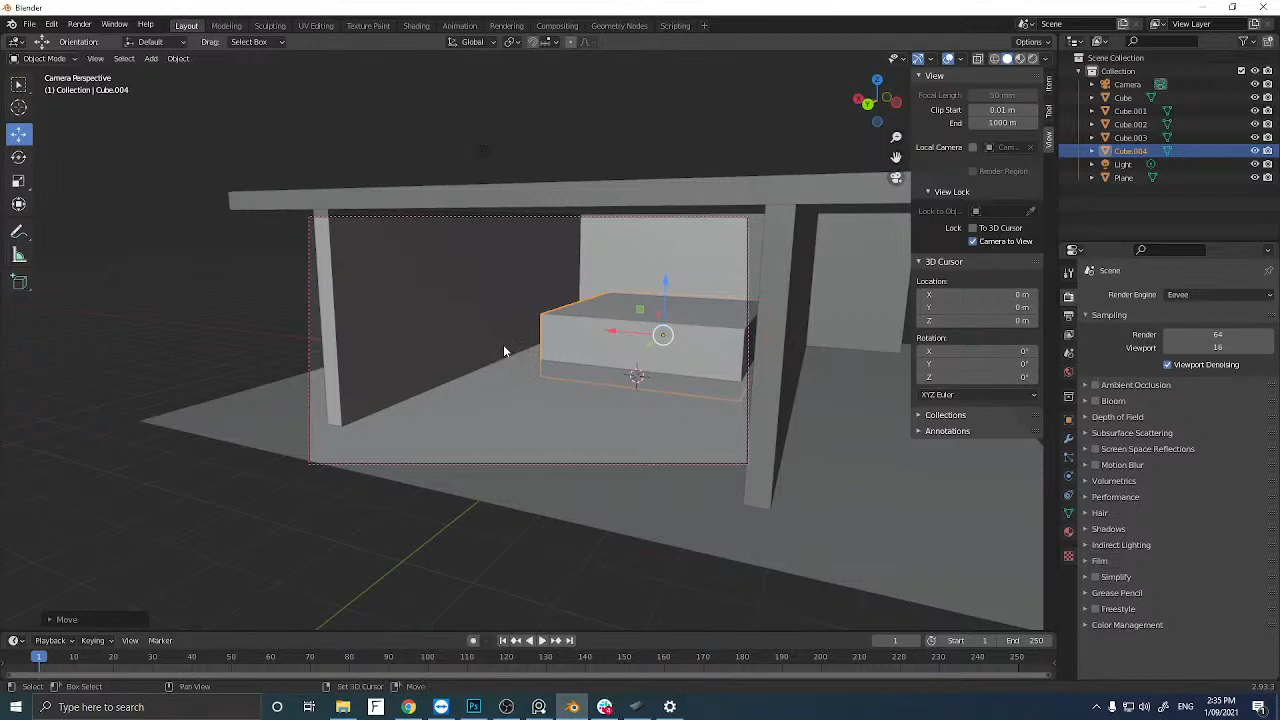 Blender
File Edit Render Window Help Layout Modeling Sculpting UV Editing Texture Paint Shading Animation Rendering Compositing Geometry Nodes Scripting + Scene View Layer
Orientation: Default Drag: Select Box Global Options
Object Mode View Select Add Object
Camera Perspective
(1) Collection | Cube.004
View
Focal Length: 50 mm
Clip Start 0.01 m
End 1000 m
Local Camera Cam...
Render Region
View Lock
Lock to Obj...
Lock To 3D Cursor
Camera to View
3D Cursor
Location:
X 0 m
Y 0 m
Z 0 m
Rotation:
X 0°
Y 0°
Z 0°
XYZ Euler
Collections
Annotations
Item
Tool
View
Scene Collection
Collection
Camera
Cube
Cube.001
Cube.002
Cube.003
Cube.004
Light
Plane
Scene
Render Engine Eevee
Sampling
Render 64
Viewport 16
Viewport Denoising
Ambient Occlusion
Bloom
Depth of Field
Subsurface Scattering
Screen Space Reflections
Motion Blur
Volumetrics
Performance
Hair
Shadows
Indirect Lighting
Film
Simplify
Grease Pencil
Freestyle
Color Management
Move
Playback Keying View Marker 1 Start 1 End 250
1 10 20 30 40 50 60 70 80 90 100 110 120 130 140 150 160 170 180 190 200 210 220 230 240 250
Select Box Select Pan View Set 3D Cursor Move 2.93.3
Type here to search
2:35 PM
1/09/2021